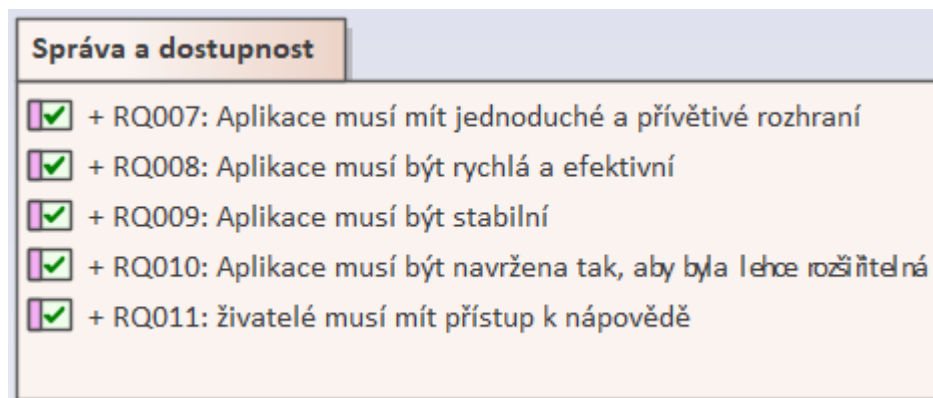 Správa a dostupnost
+ RQ007: Aplikace musí mít jednoduché a přívětivé rozhraní
+ RQ008: Aplikace musí být rychlá a efektivní
+ RQ009: Aplikace musí být stabilní
+ RQ010: Aplikace musí být navržena tak, aby byla lehce rozšiřitelná
+ RQ011: živatelé musí mít přístup k nápovědě